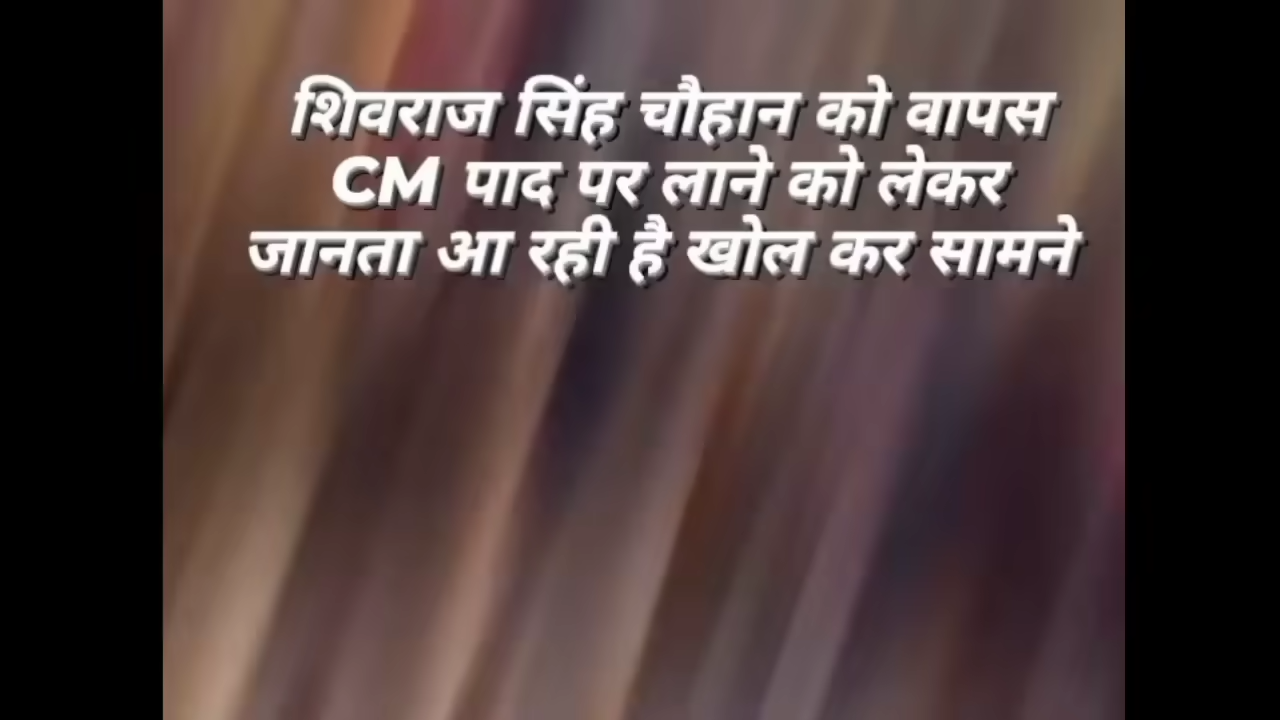 शिवराज सिंह चौहान को वापस
CM पाद पर लाने को लेकर
जानता आ रही है खोल कर सामने